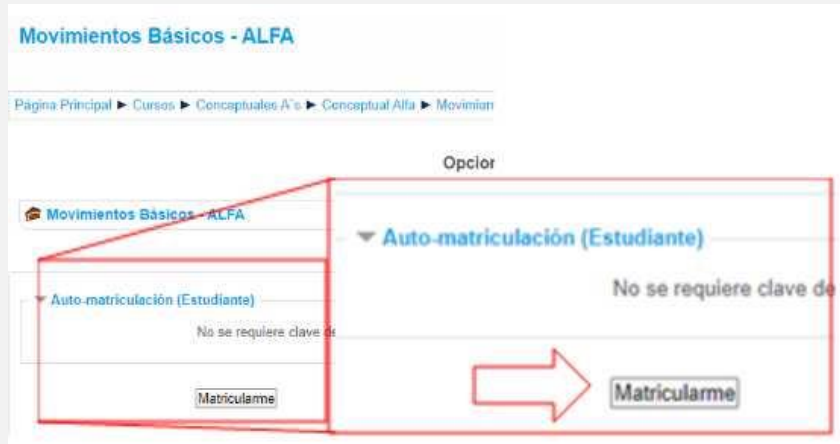 Movimientos Básicos - ALFA
Página Principal ► Cursos ► Conceptuales A´s ► Conceptual Alfa ► Movimien
Opcior
Movimientos Básicos - ALFA
Auto-matriculación (Estudiante)
No se requiere clave de
Matricularme
Auto-matriculación (Estudiante)
No se requiere clave de
Matricularme